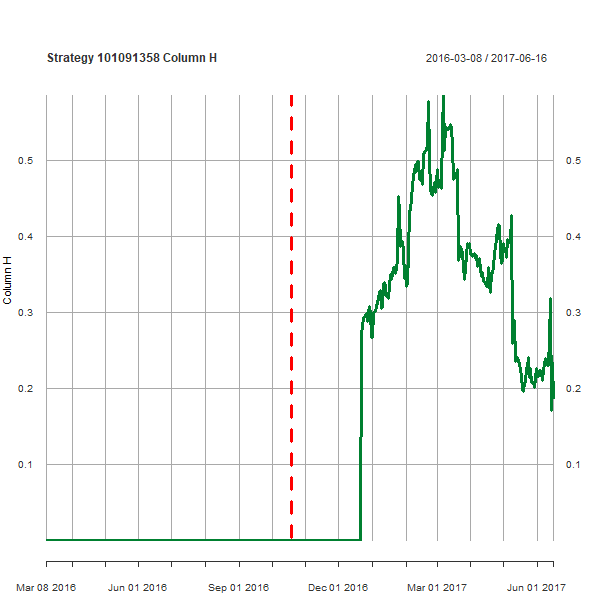 Strategy 101091358 Column H
2016-03-08 / 2017-06-16
Column H
0.5 0.5
0.4 0.4
0.3 0.3
0.2 0.2
0.1 0.1
Mar 08 2016 Jun 01 2016 Sep 01 2016 Dec 01 2016 Mar 01 2017 Jun 01 2017